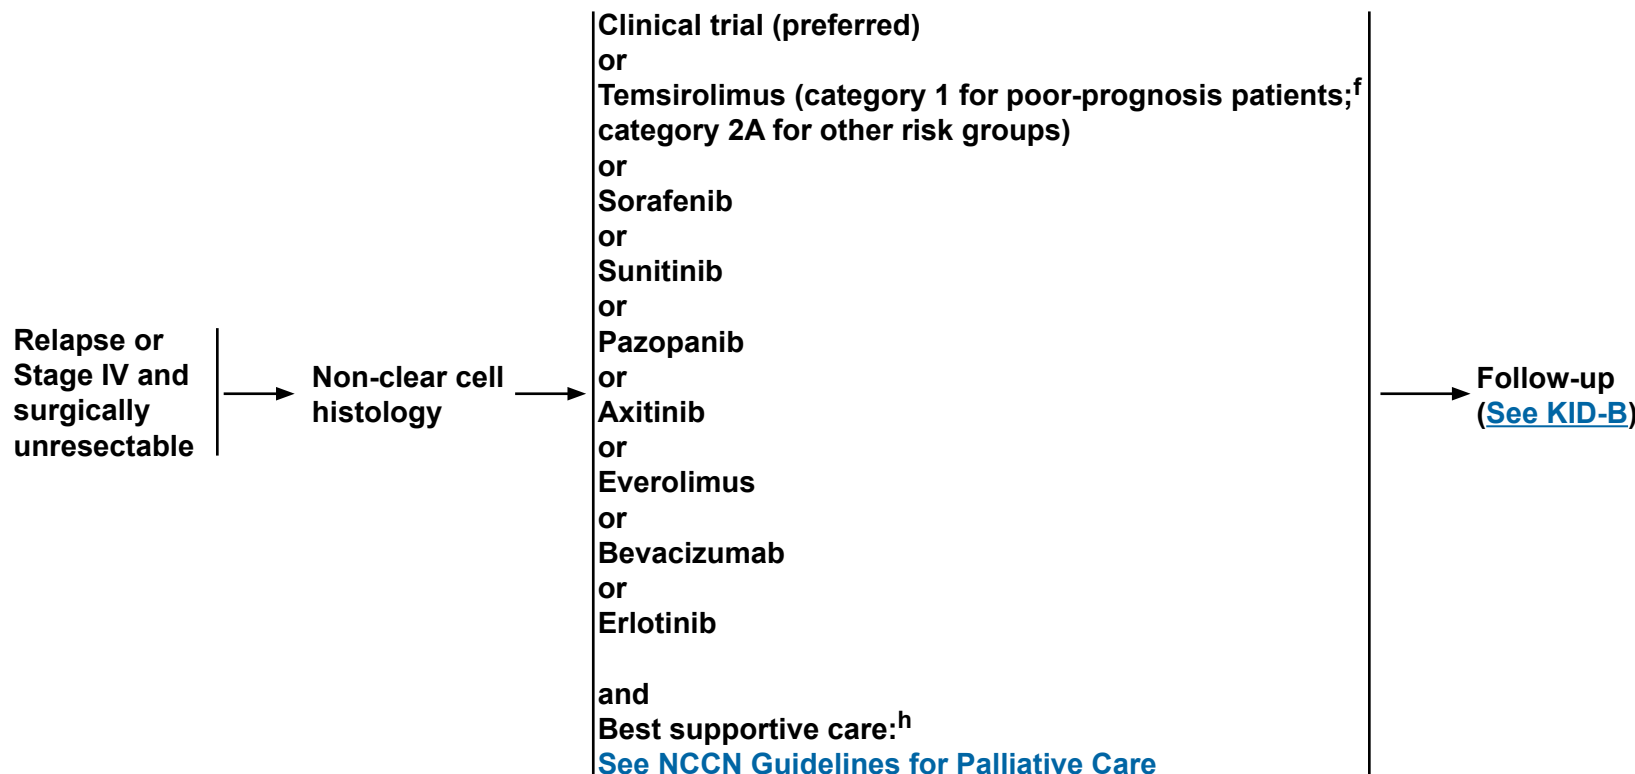 Relapse or
Stage IV and
surgically
unresectable
Non-clear cell
histology
Clinical trial (preferred)
or
Temsirolimus (category 1 for poor-prognosis patients;f
category 2A for other risk groups)
or
Sorafenib
or
Sunitinib
or
Pazopanib
or
Axitinib
or
Everolimus
or
Bevacizumab
or
Erlotinib
and
Best supportive care:h
See NCCN Guidelines for Palliative Care
Follow-up
(See KID-B)